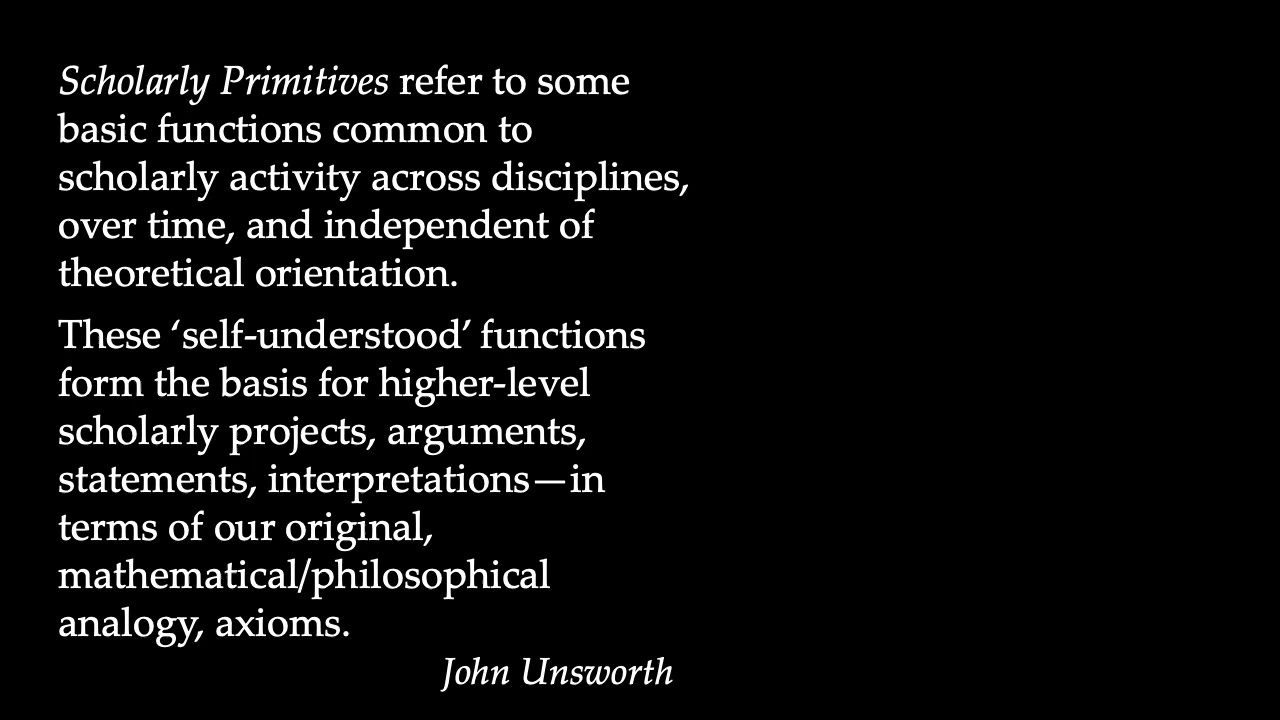 Scholarly Primitives refer to some
basic functions common to
scholarly activity across disciplines,
over time, and independent of
theoretical orientation.
These ‘self-understood’ functions
form the basis for higher-level
scholarly projects, arguments,
statements, interpretations—in
terms of our original,
mathematical/philosophical
analogy, axioms.
John Unsworth